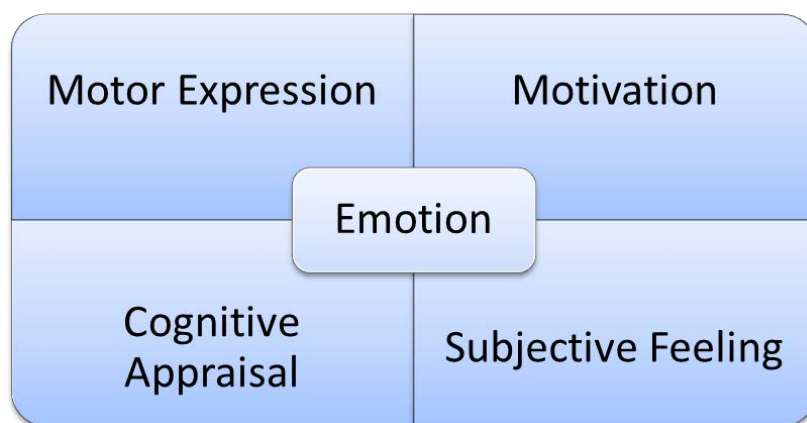 Motor Expression
Motivation
Emotion
Cognitive
Appraisal
Subjective Feeling